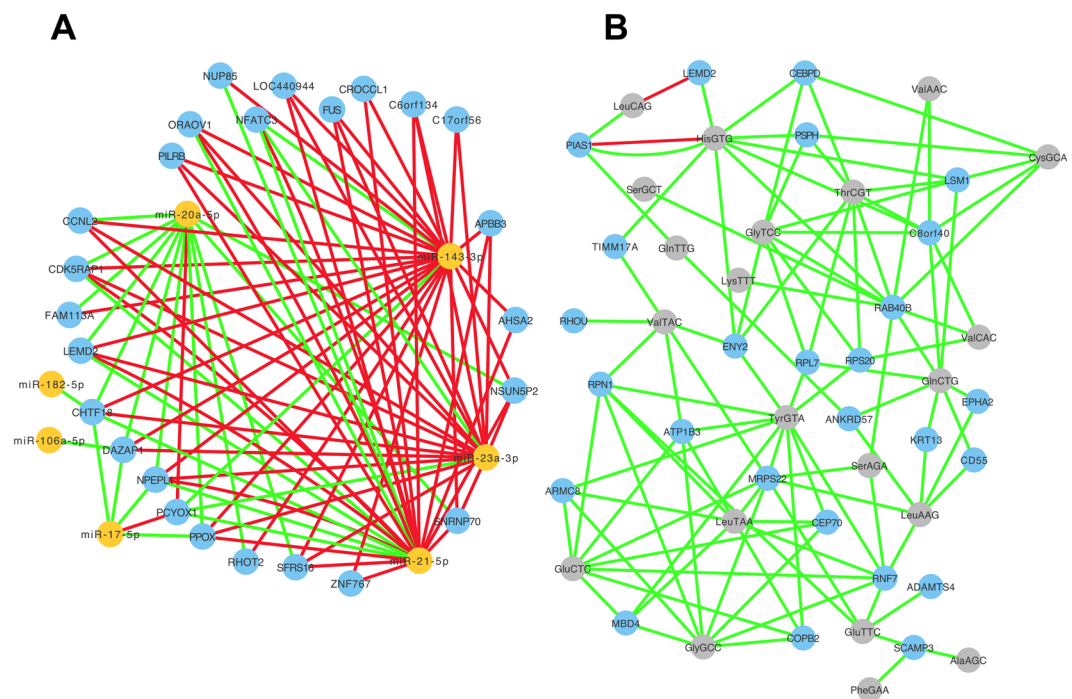 A
B
NUP85
LOC440944
CROCCL1
C6orf134
C17orf56
FUS
NFATC3
ORAOV1
PILRB
CCNL2
miR-20a-5p
APBB3
miR-143-3p
CDK5RAP1
FAM113A
AHSA2
LEMD2
miR-182-5p
NSUN5P2
CHTF18
miR-106a-5p
DAZAP1
miR-23a-3p
NPEPL1
PCYOX1
SNRNP70
miR-17-5p
PPOX
RHOT2
SFRS16
miR-21-5p
ZNF767
LEMD2
CEBPD
ValAAC
LeuCAG
PIAS1
HisGTG
PSPH
CysGCA
SerGCT
ThrCGT
LSM1
TIMM17A
GlnTTG
GlyTCC
C8orf40
LysTTT
RHOU
ValTAC
RAB40B
ENY2
RPL7
RPS20
ValCAC
RPN1
GlnCTG
EPHA2
ATP1B3
TyrGTA
ANKRD57
KRT13
CD55
ARMC8
MRPS22
SerAGA
LeuTAA
CEP70
LeuAAG
GluCTC
RNF7
ADAMTS4
MBD4
GlyGCC
COPB2
GluTTC
SCAMP3
AlaAGC
PheGAA